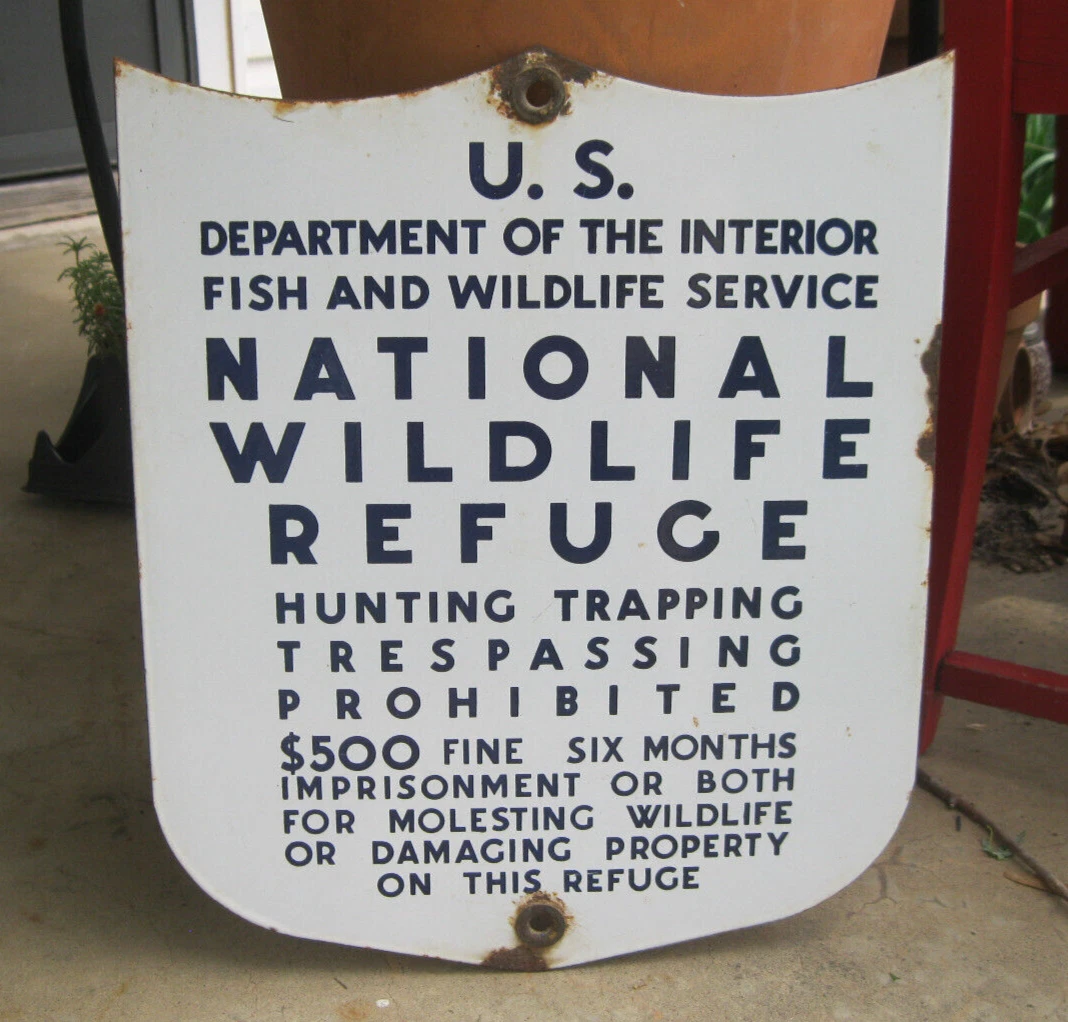 U. S.
DEPARTMENT OF THE INTERIOR
FISH AND WILDLIFE SERVICE
NATIONAL
WILDLIFE
REFUGE
HUNTING TRAPPING
TRESPASSING
PROHIBITED
$500 FINE SIX MONTHS
IMPRISONMENT OR BOTH
FOR MOLESTING WILDLIFE
OR DAMAGING PROPERTY
ON THIS REFUGE